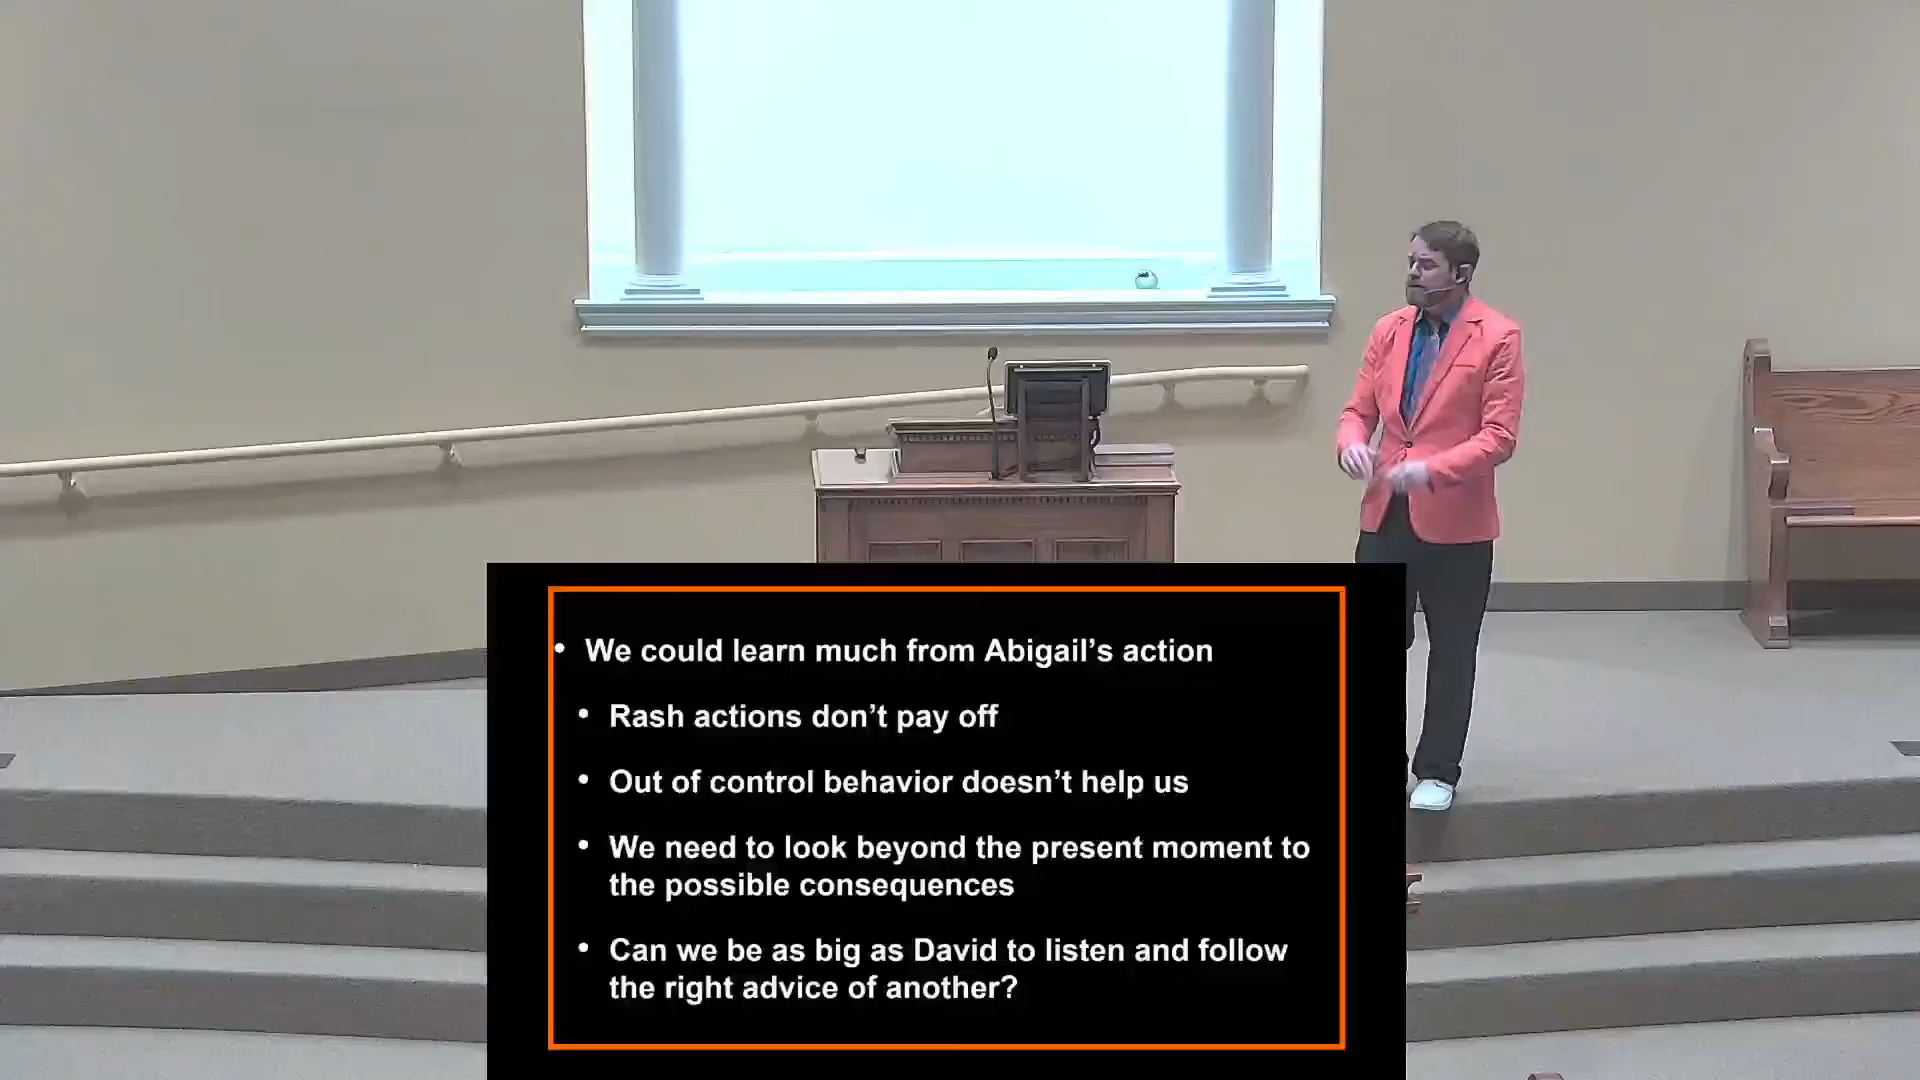 • We could learn much from Abigail’s action
• Rash actions don’t pay off
• Out of control behavior doesn’t help us
• We need to look beyond the present moment to
the possible consequences
• Can we be as big as David to listen and follow
the right advice of another?